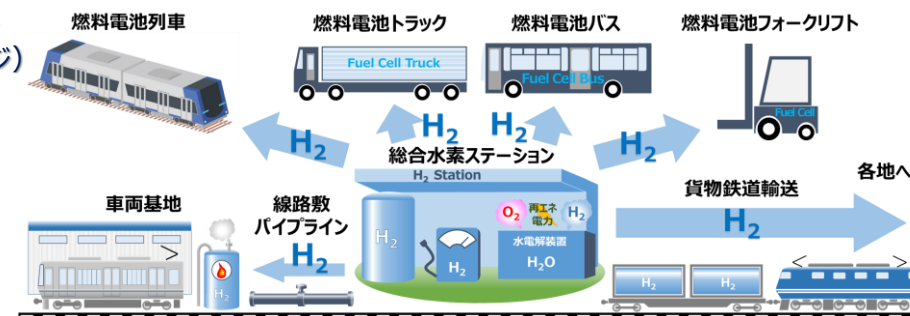 ジ)
燃料電池列車
燃料電池トラック
燃料電池バス
燃料電池フォークリフト
Fuel Cell Truck
Fuel Cell Bus
Fuel Cell
H₂
H₂
H₂
H₂
総合水素ステーション
H₂ Station
車両基地
線路敷
パイプライン
H₂
H₂
H₂
H₂
O₂
再エネ
電力
H₂
水電解装置
H₂O
貨物鉄道輸送
各地へ
H₂
H₂
H₂